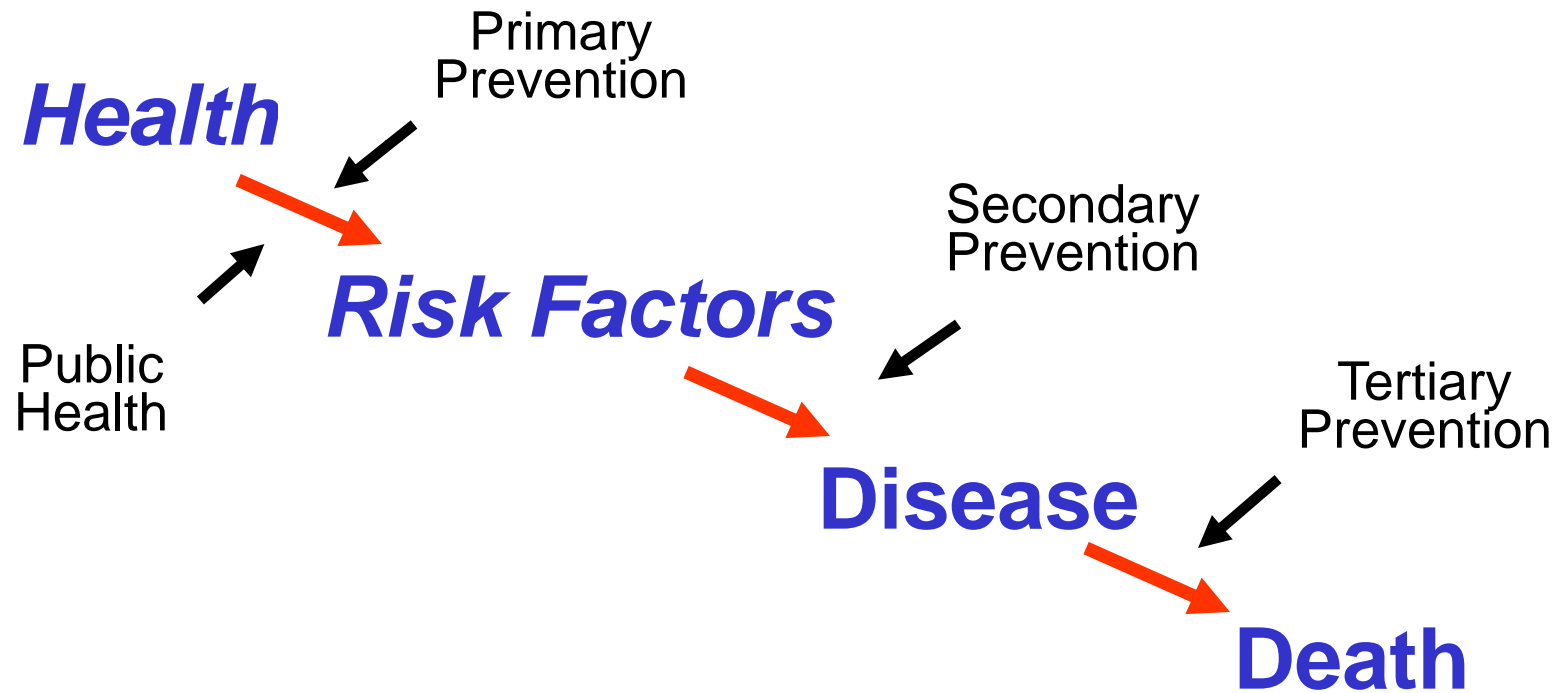 Primary
Prevention
Health
Secondary
Prevention
Risk Factors
Public
Health
Tertiary
Prevention
Disease
Death